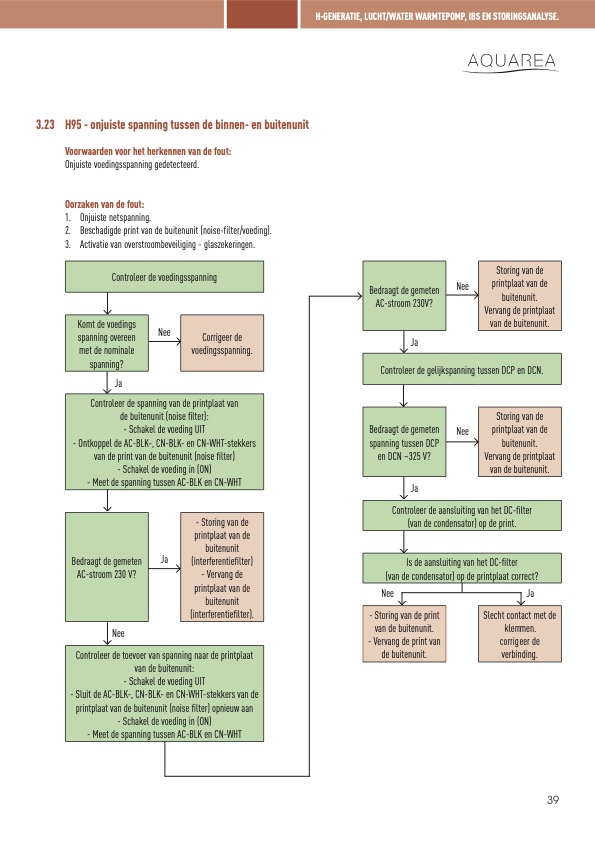 H-GENERATIE, LUCHT/WATER WARMTEPOMP, IBS EN STORINGSANALYSE.
AQUAREA
3.23 H95 - onjuiste spanning tussen de binnen- en buitenunit
Voorwaarden voor het herkennen van de fout:
Onjuiste voedingsspanning gedetecteerd.
Oorzaken van de fout:
1. Onjuiste netspanning.
2. Beschadigde print van de buitenunit (noise-filter/voeding).
3. Activatie van overstroombeveiliging - glaszekeringen.
Controleer de voedingsspanning
Komt de voedings
spanning overeen
met de nominale
spanning?
Nee
Corrigeer de
voedingsspanning.
Ja
Controleer de spanning van de printplaat van
de buitenunit (noise filter):
- Schakel de voeding UIT
- Ontkoppel de AC-BLK-, CN-BLK- en CN-WHT-stekkers
van de print van de buitenunit (noise filter)
- Schakel de voeding in (ON)
- Meet de spanning tussen AC-BLK en CN-WHT
Bedraagt de gemeten
AC-stroom 230 V?
Ja
- Storing van de
printplaat van de
buitenunit
(interferentiefilter)
- Vervang de
printplaat van de
buitenunit
(interferentiefilter).
Nee
Controleer de toevoer van spanning naar de printplaat
van de buitenunit:
- Schakel de voeding UIT
- Sluit de AC-BLK-, CN-BLK- en CN-WHT-stekkers van de
printplaat van de buitenunit (noise filter) opnieuw aan
- Schakel de voeding in (ON)
- Meet de spanning tussen AC-BLK en CN-WHT
Bedraagt de gemeten
AC-stroom 230V?
Nee
Storing van de
printplaat van de
buitenunit.
Vervang de printplaat
van de buitenunit.
Ja
Controleer de gelijkspanning tussen DCP en DCN.
Bedraagt de gemeten
spanning tussen DCP
en DCN ~325 V?
Nee
Storing van de
printplaat van de
buitenunit.
Vervang de printplaat
van de buitenunit.
Ja
Controleer de aansluiting van het DC-filter
(van de condensator) op de print.
Is de aansluiting van het DC-filter
(van de condensator) op de printplaat correct?
Nee
Ja
- Storing van de print
van de buitenunit.
- Vervang de print van
de buitenunit.
Slecht contact met de
klemmen.
corrigeer de
verbinding.
39